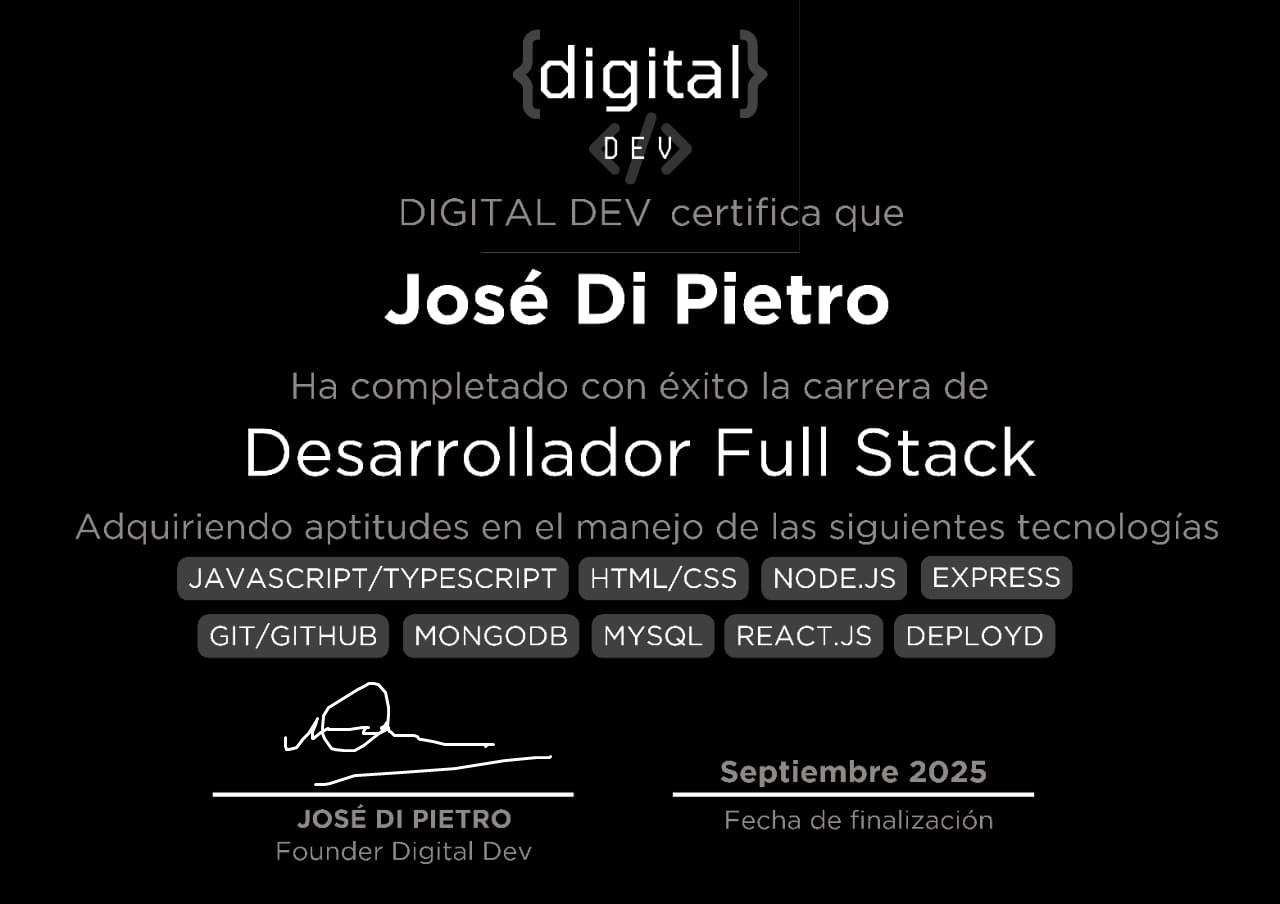 {digital}
DEV
DIGITAL DEV certifica que
José Di Pietro
Ha completado con éxito la carrera de
Desarrollador Full Stack
Adquiriendo aptitudes en el manejo de las siguientes tecnologías
JAVASCRIPT/TYPESCRIPT HTML/CSS NODE.JS EXPRESS
GIT/GITHUB MONGODB MYSQL REACT.JS DEPLOYD
Septiembre 2025
JOSÉ DI PIETRO
Founder Digital Dev
Fecha de finalización